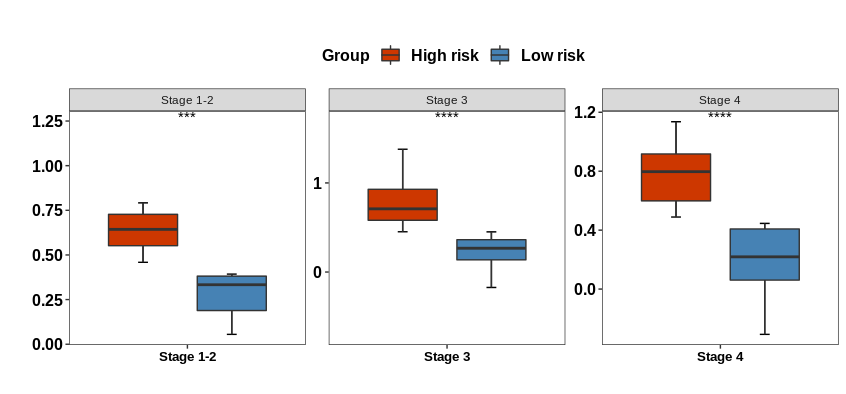 Group High risk Low risk
Stage 1-2
***
1.25
1.00
0.75
0.50
0.25
0.00
Stage 1-2
Stage 3
****
1
0
Stage 3
Stage 4
****
1.2
0.8
0.4
0.0
Stage 4